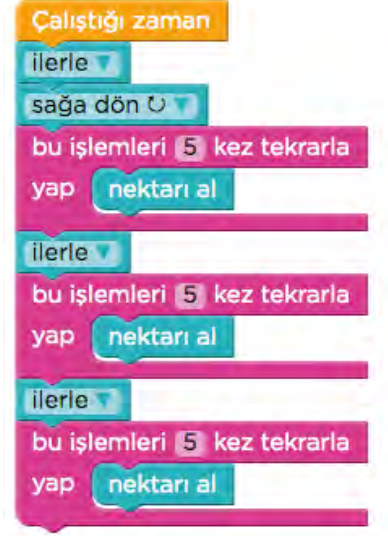 Çalıştığı zaman
ilerle
sağa dön ↻
bu işlemleri 5 kez tekrarla
yap nektarı al
ilerle
bu işlemleri 5 kez tekrarla
yap nektarı al
ilerle
bu işlemleri 5 kez tekrarla
yap nektarı al